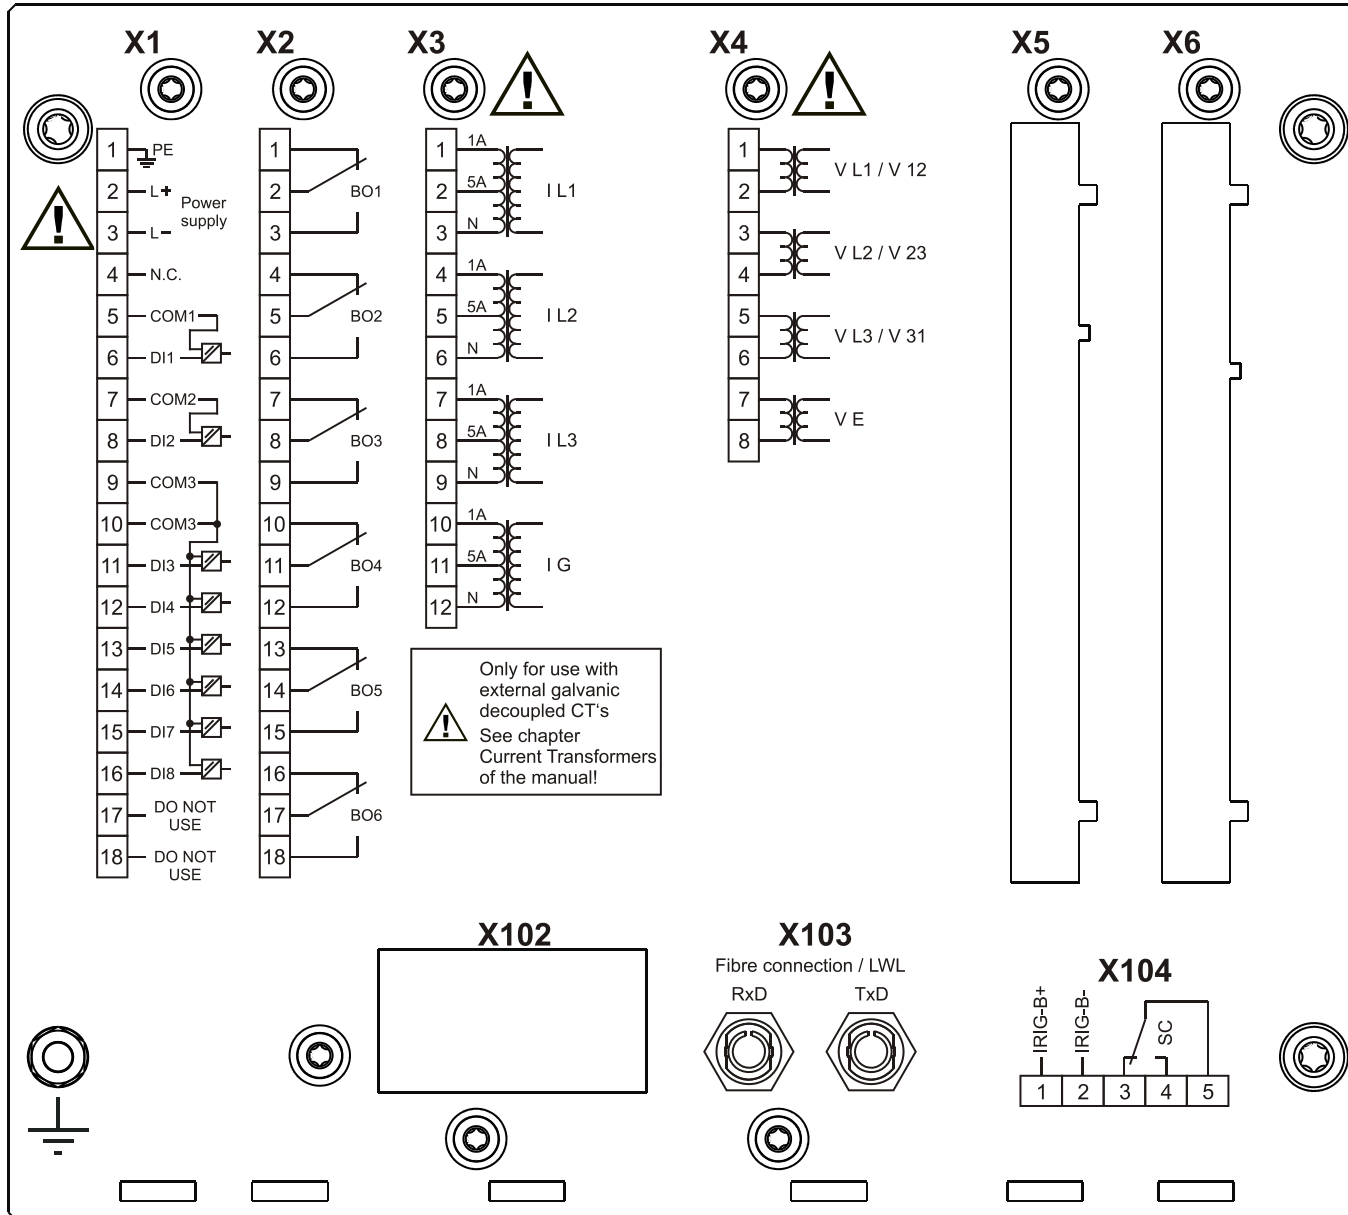 X1
X2
X3
X4
X5
X6
1 PE
2 L+
Power
supply
3 L-
4 N.C.
5 COM1
6 DI1
7 COM2
8 DI2
9 COM3
10 COM3
11 DI3
12 DI4
13 DI5
14 DI6
15 DI7
16 DI8
17 DO NOT
USE
18 DO NOT
USE
1
2 BO1
3
4
5 BO2
6
7
8 BO3
9
10
11 BO4
12
13
14 BO5
15
16
17 BO6
18
1 1A
2 5A I L1
3 N
4 1A
5 5A I L2
6 N
7 1A
8 5A I L3
9 N
10 1A
11 5A I G
12 N
!
!
!
! Only for use with
external galvanic
decoupled CT's
See chapter
Current Transformers
of the manual!
1
V L1 / V 12
2
3
V L2 / V 23
4
5
V L3 / V 31
6
7
V E
8
X102
X103
Fibre connection / LWL
RxD TxD
X104
IRIG-B+
IRIG-B-
SC
1 2 3 4 5